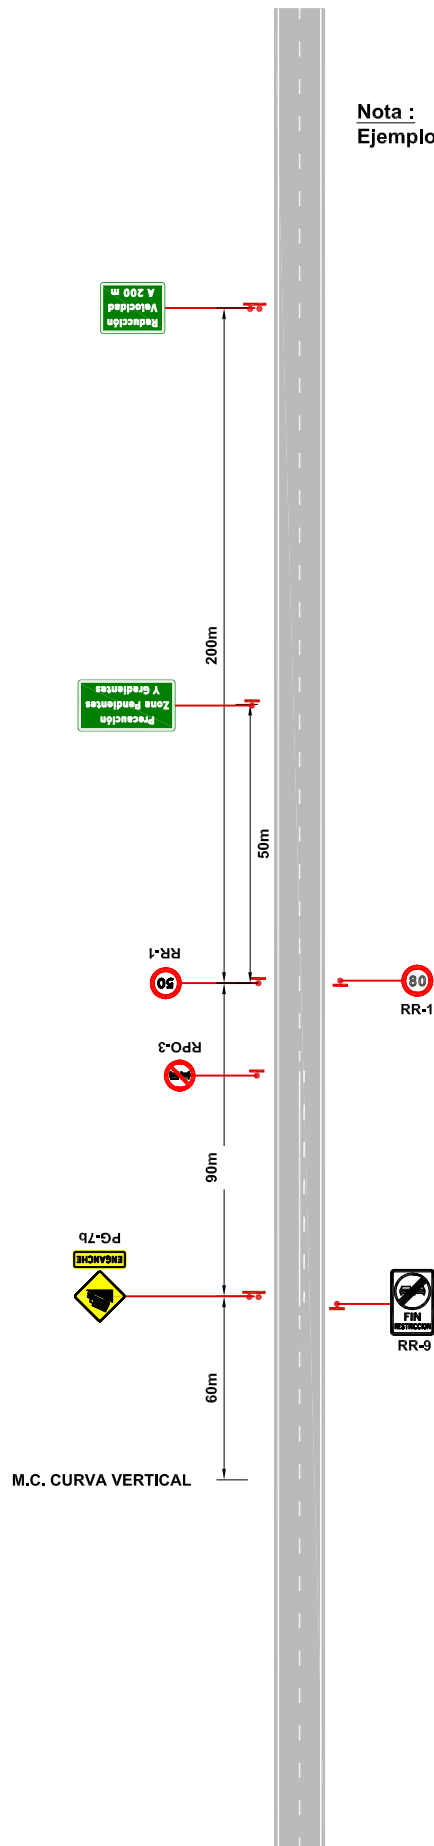 Nota :
Ejemplo
Reducción
Velocidad
A 200 m
200m
Precaución
Zona Pendientes
Y Gradientes
50m
RR-1
50
80
RR-1
RPO-3
90m
PG-7b
ENGANCHE
FIN
RESTRICCION
RR-9
60m
M.C. CURVA VERTICAL